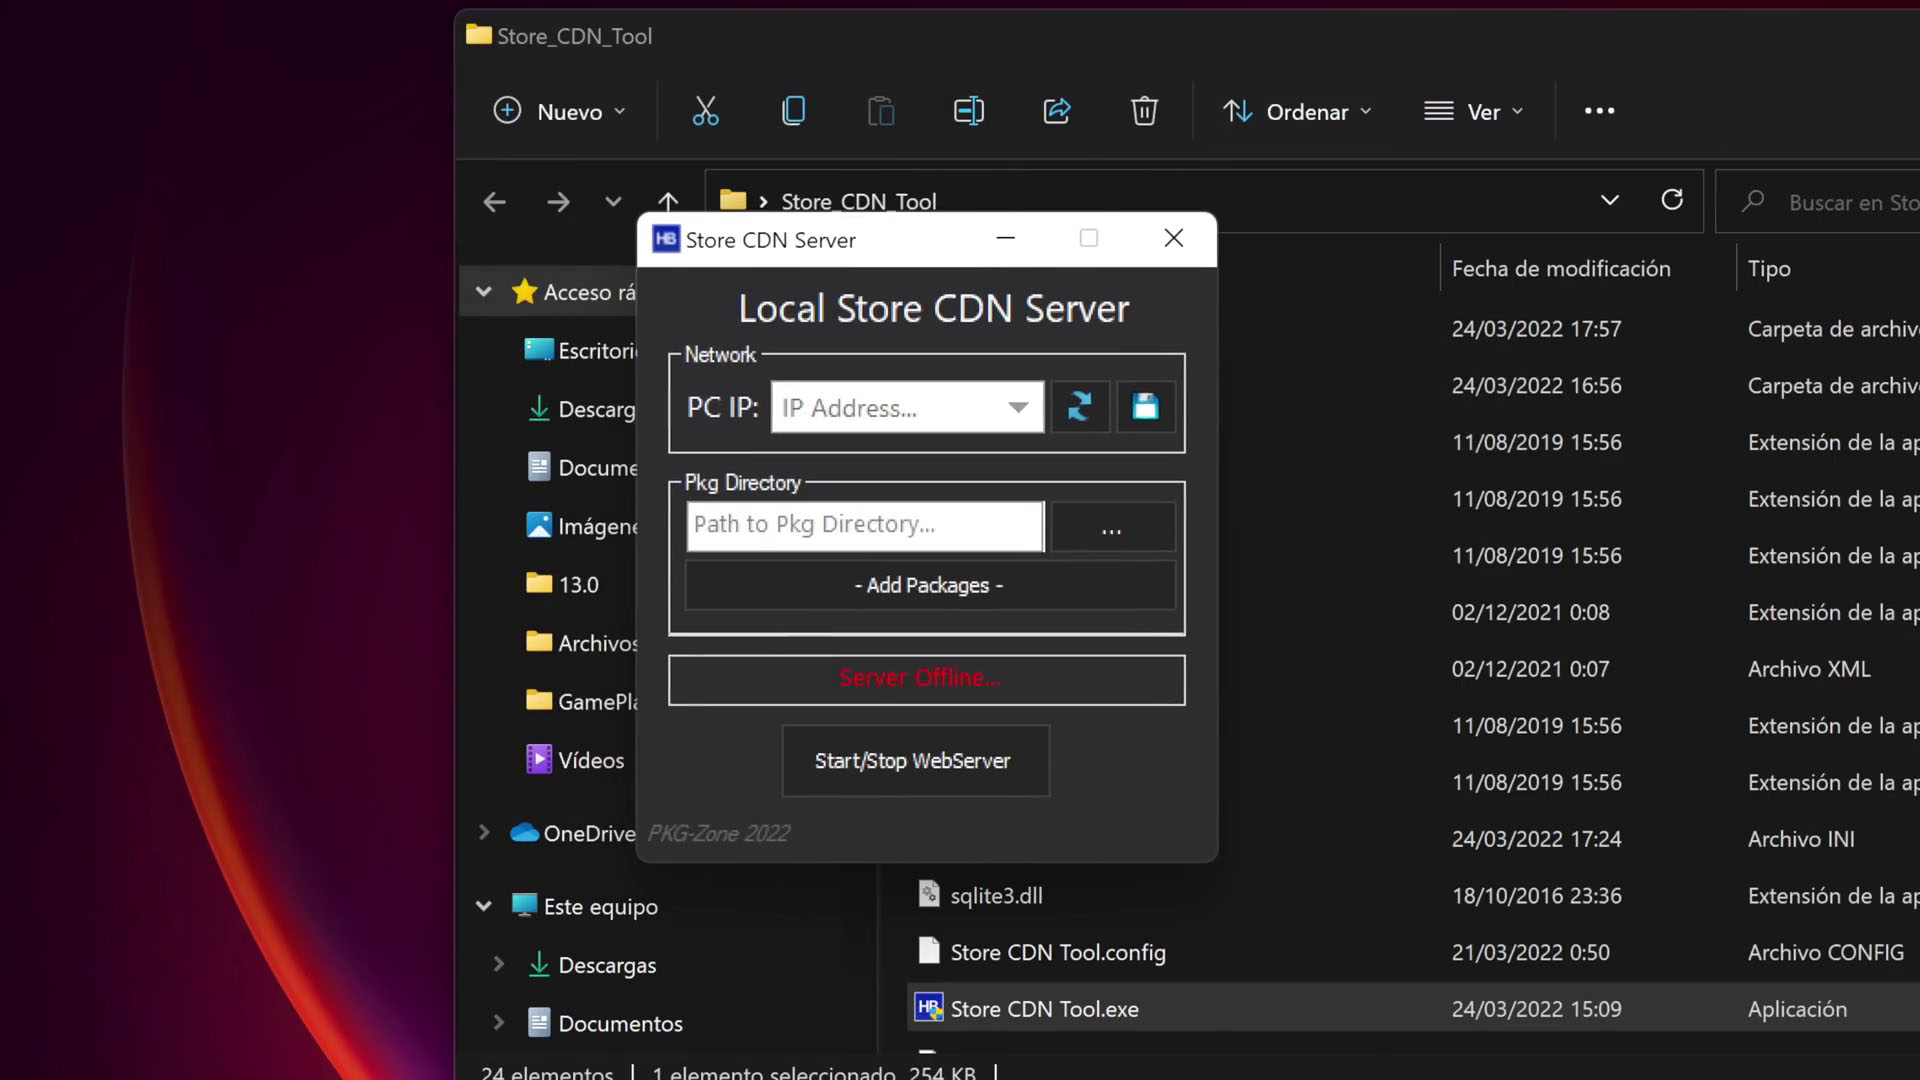 Store_CDN_Tool
Nuevo
Ordenar
Ver
Store_CDN_Tool
Buscar en Sto
HB Store CDN Server
Fecha de modificación
Tipo
Local Store CDN Server
Network
PC IP:
IP Address...
Pkg Directory
Path to Pkg Directory...
...
- Add Packages -
Server Offline...
Start/Stop WebServer
PKG-Zone 2022
Acceso rá
Escritori
Descarg
Docume
Imágene
13.0
Archivos
GamePla
Vídeos
OneDrive
Este equipo
Descargas
Documentos
24/03/2022 17:57 Carpeta de archiv
24/03/2022 16:56 Carpeta de archiv
11/08/2019 15:56 Extensión de la ap
11/08/2019 15:56 Extensión de la ap
11/08/2019 15:56 Extensión de la ap
02/12/2021 0:08 Extensión de la ap
02/12/2021 0:07 Archivo XML
11/08/2019 15:56 Extensión de la ap
11/08/2019 15:56 Extensión de la ap
24/03/2022 17:24 Archivo INI
sqlite3.dll 18/10/2016 23:36 Extensión de la ap
Store CDN Tool.config 21/03/2022 0:50 Archivo CONFIG
HB Store CDN Tool.exe 24/03/2022 15:09 Aplicación
24 elementos 1 elemento seleccionado 254 KB